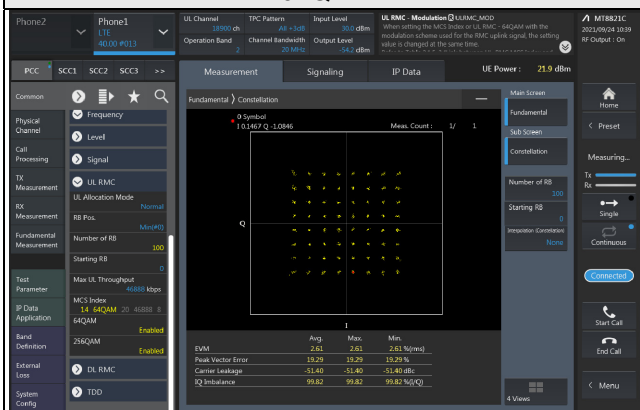 Phone2
Phone1
LTE
40.00 #013
UL Channel
18900 ch
TPC Pattern
All +3dB
Input Level
30.0 dBm
Operation Band
2
Channel Bandwidth
20 MHz
Output Level
-54.2 dBm
UL RMC - Modulation ULRMC_MOD
When setting the MCS Index or UL RMC - 64QAM with the
modulation scheme used for the RMC uplink signal, the setting
value is changed at the same time.
MT8821C
2021/09/24 10:39
RF Output : On
PCC
SCC1
SCC2
SCC3
>>
Measurement
Signaling
IP Data
UE Power : 21.9 dBm
Common
Physical
Channel
Call
Processing
TX
Measurement
RX
Measurement
Fundamental
Measurement
Test
Parameter
IP Data
Application
Band
Definition
External
Loss
System
Config
Frequency
Level
Signal
UL RMC
UL Allocation Mode
Normal
RB Pos.
Min(#0)
Number of RB
100
Starting RB
0
Max UL Throughput
46888 kbps
MCS Index
14 64QAM 20 46888 8
64QAM
Enabled
256QAM
Enabled
DL RMC
TDD
Fundamental > Constellation
0 Symbol
I 0.1467 Q -1.0846
Meas. Count : 1/ 1
Q
I
Avg. Max. Min.
EVM 2.61 2.61 2.61 %(rms)
Peak Vector Error 19.29 19.29 19.29 %
Carrier Leakage -51.40 -51.40 -51.40 dBc
IQ Imbalance 99.82 99.82 99.82 %(I/Q)
Main Screen
Fundamental
Sub Screen
Constellation
Number of RB
100
Starting RB
0
Interpolation (Constellation)
None
4 Views
Home
< Preset
Measuring...
Tx
Rx
Single
Continuous
Connected
Start Call
End Call
< Menu